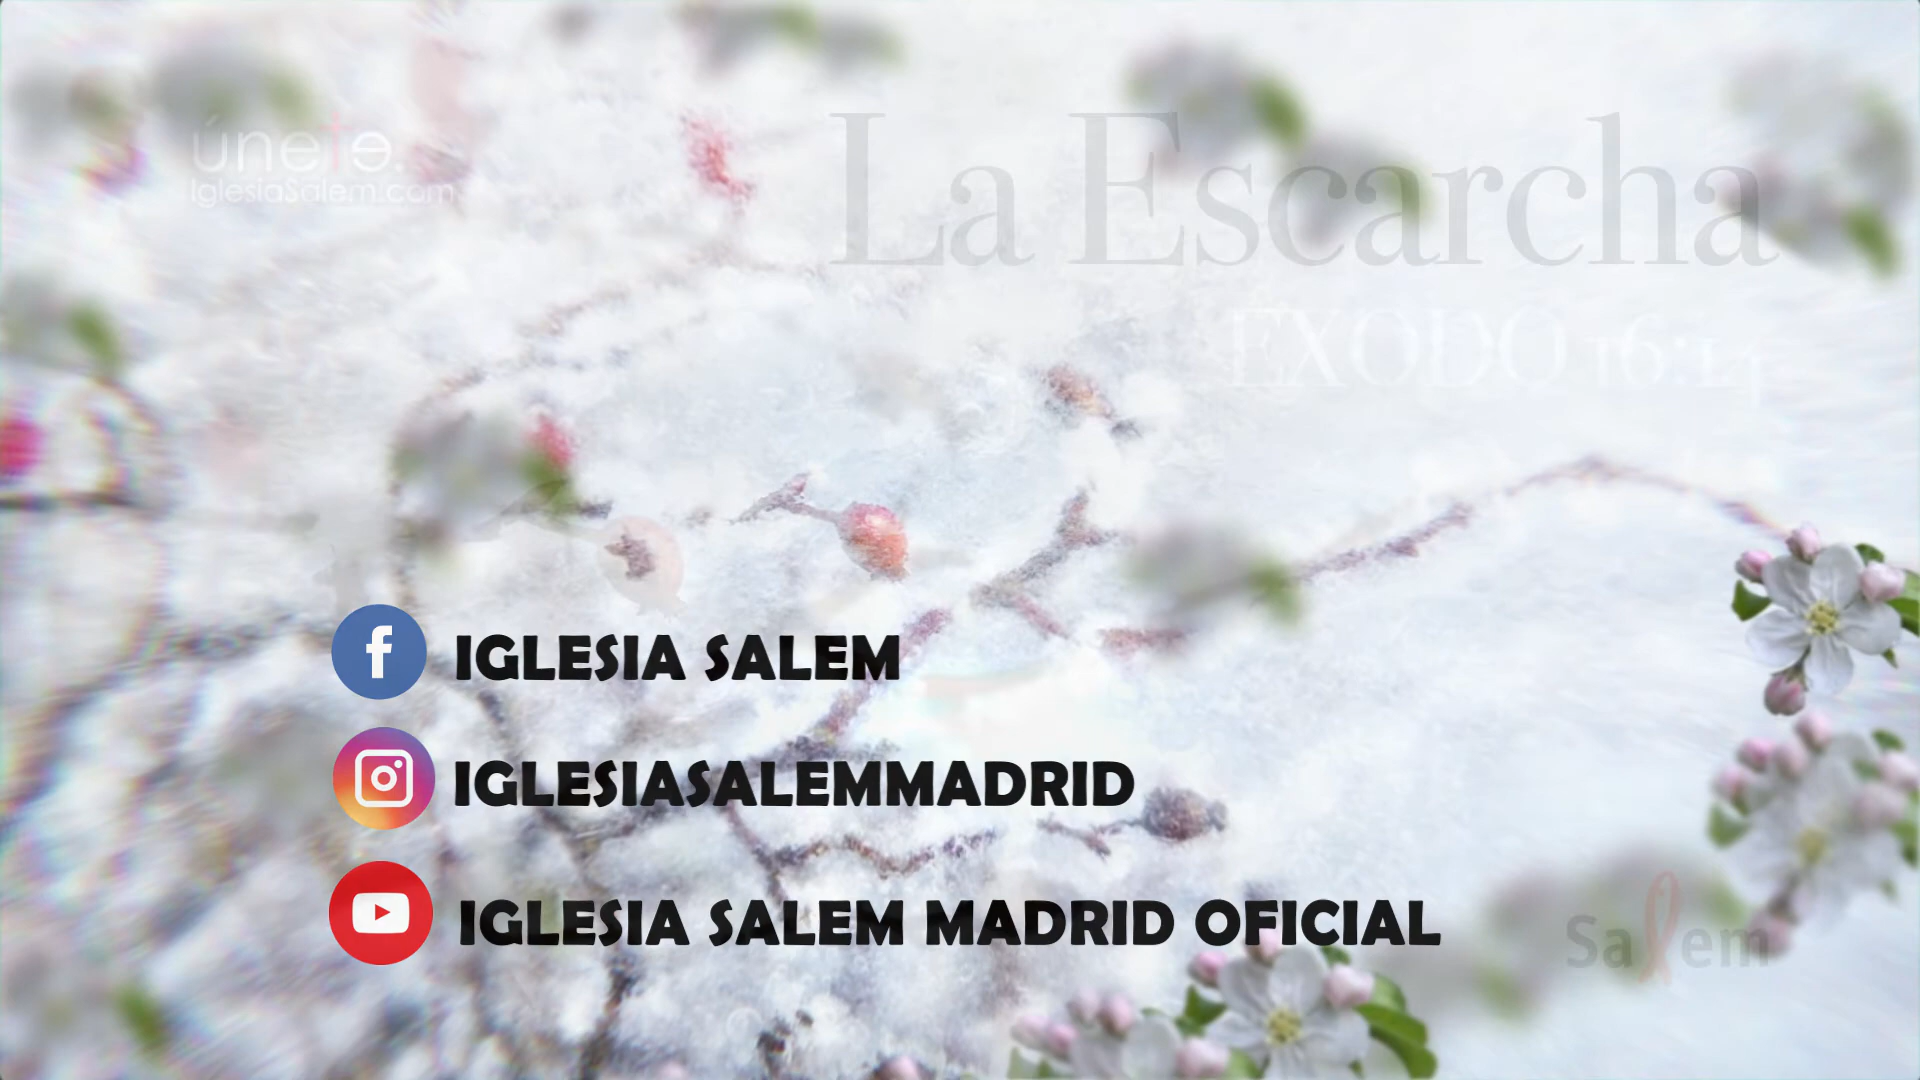 únete.
IglesiaSalem.com
La Escarcha
EXODO 16:14
IGLESIA SALEM
IGLESIASALEMMADRID
IGLESIA SALEM MADRID OFICIAL
Salem